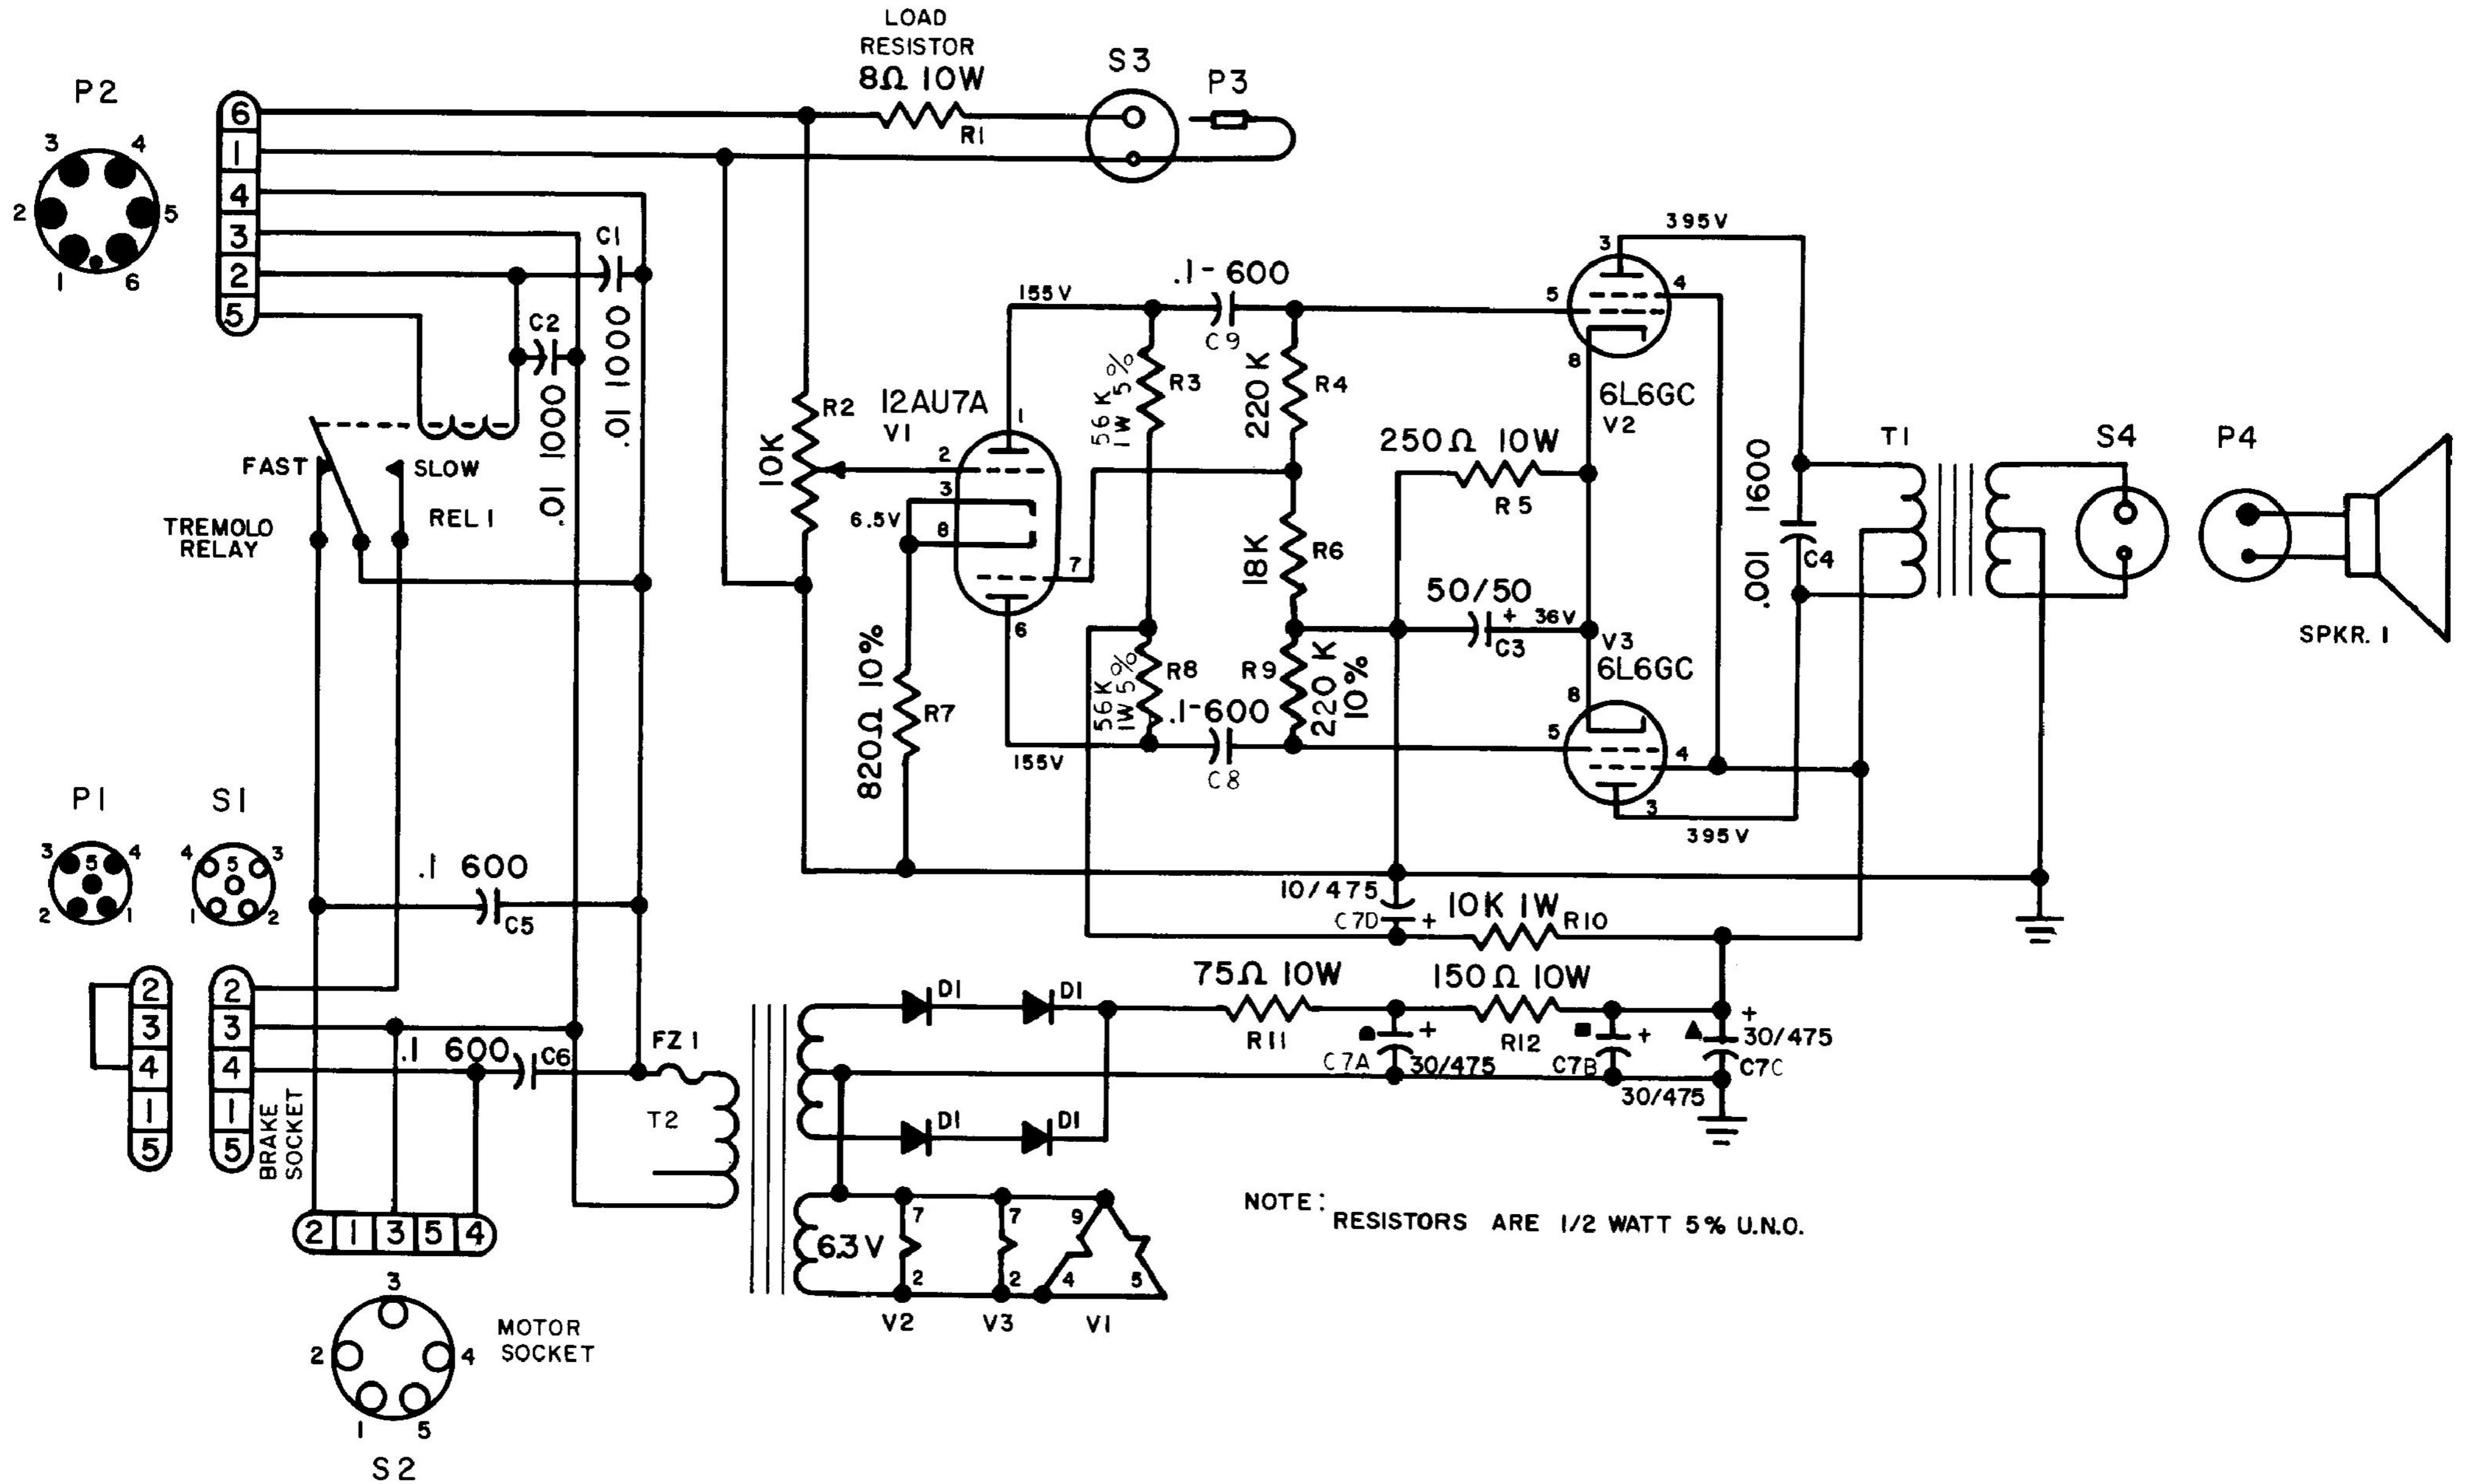 LOAD
RESISTOR
8Ω 10W
R1
S3
P3
P2
3
4
2
5
1
6
6
1
4
3
2
5
C1
.01 1000
C2
.01 1000
FAST
SLOW
TREMOLO
RELAY
REL 1
R2
10K
12AU7A
V1
1
2
3
8
7
6
6.5V
155V
155V
.1-600
C9
56K 5%
1W
R3
220K
R4
18K
R6
56K
1W 5%
R8
R9
220K
10%
.1-600
C8
820Ω 10%
R7
395V
3
4
5
8
6L6GC
V2
250Ω 10W
R5
50/50
+ 36V
C3
V3
6L6GC
8
5
4
3
395V
.001 1600
C4
T1
S4
P4
SPKR. 1
P1
S1
3
5
4
2
1
4
5
3
1
2
.1 600
C5
10/475
C7D
+
10K 1W
R10
2
3
4
1
5
2
3
4
1
5
BRAKE
SOCKET
.1 600
C6
FZ1
T2
D1
D1
D1
D1
75Ω 10W
R11
150Ω 10W
R12
+
C7A
30/475
+
C7B
30/475
+
30/475
C7C
2
1
3
5
4
6.3V
7
2
7
2
9
4
5
V2
V3
V1
NOTE:
RESISTORS ARE 1/2 WATT 5% U.N.O.
3
2
4
1
5
MOTOR
SOCKET
S2